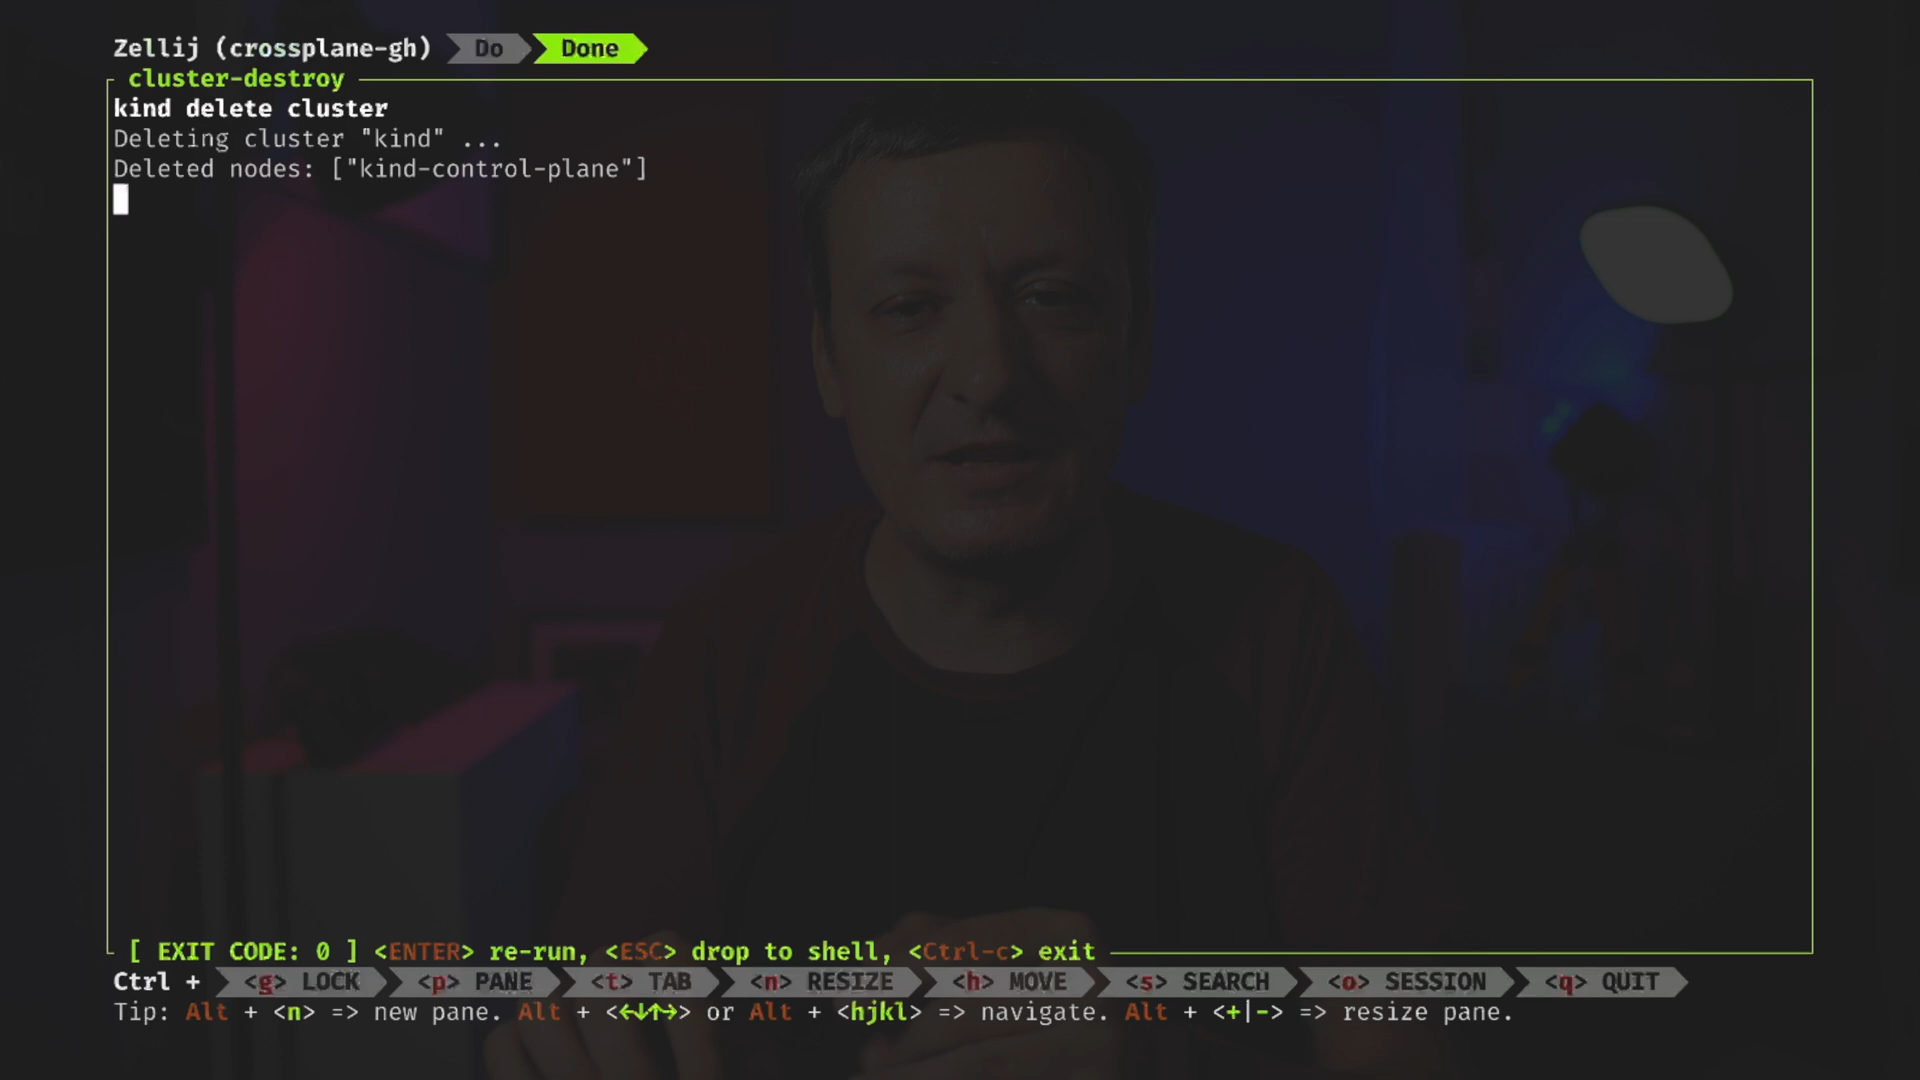 Zellij (crossplane-gh) Do Done
cluster-destroy
kind delete cluster
Deleting cluster "kind" ...
Deleted nodes: ["kind-control-plane"]
[ EXIT CODE: 0 ] <ENTER> re-run, <ESC> drop to shell, <Ctrl-c> exit
Ctrl + <g> LOCK <p> PANE <t> TAB <n> RESIZE <h> MOVE <s> SEARCH <o> SESSION <q> QUIT
Tip: Alt + <n> => new pane. Alt + <←↓↑→> or Alt + <hjkl> => navigate. Alt + <+|-> => resize pane.